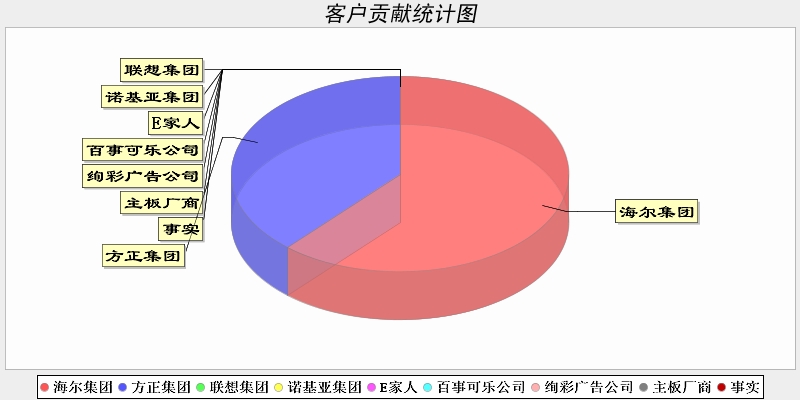 客户贡献统计图
联想集团
诺基亚集团
E家人
百事可乐公司
绚彩广告公司
主板厂商
事实
方正集团
海尔集团
海尔集团 方正集团 联想集团 诺基亚集团 E家人 百事可乐公司 绚彩广告公司 主板厂商 事实